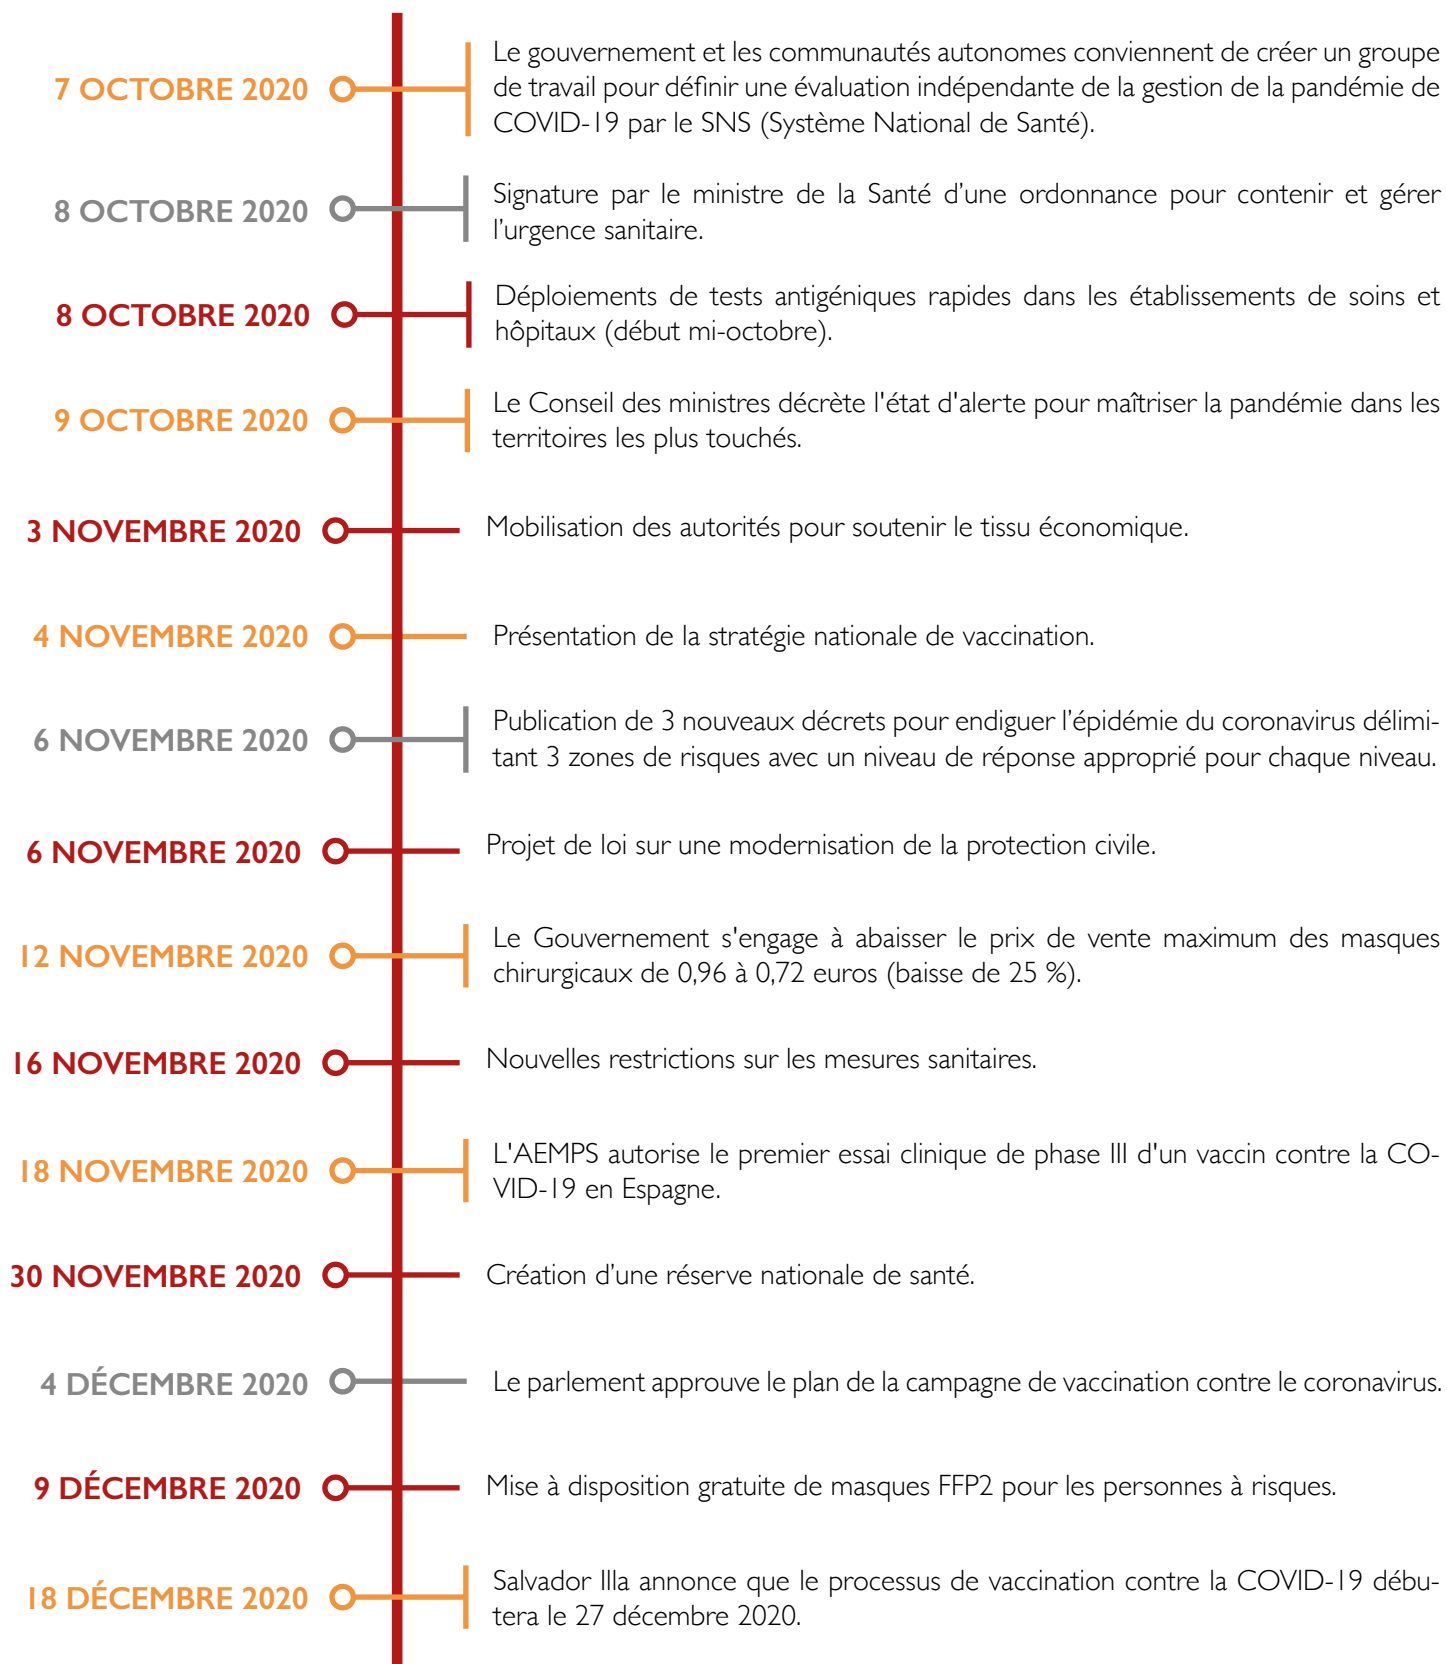 7 OCTOBRE 2020
Le gouvernement et les communautés autonomes conviennent de créer un groupe
de travail pour définir une évaluation indépendante de la gestion de la pandémie de
COVID-19 par le SNS (Système National de Santé).
8 OCTOBRE 2020
Signature par le ministre de la Santé d’une ordonnance pour contenir et gérer
l’urgence sanitaire.
8 OCTOBRE 2020
Déploiements de tests antigéniques rapides dans les établissements de soins et
hôpitaux (début mi-octobre).
9 OCTOBRE 2020
Le Conseil des ministres décrète l'état d'alerte pour maîtriser la pandémie dans les
territoires les plus touchés.
3 NOVEMBRE 2020
Mobilisation des autorités pour soutenir le tissu économique.
4 NOVEMBRE 2020
Présentation de la stratégie nationale de vaccination.
6 NOVEMBRE 2020
Publication de 3 nouveaux décrets pour endiguer l’épidémie du coronavirus délimi-
tant 3 zones de risques avec un niveau de réponse approprié pour chaque niveau.
6 NOVEMBRE 2020
Projet de loi sur une modernisation de la protection civile.
12 NOVEMBRE 2020
Le Gouvernement s'engage à abaisser le prix de vente maximum des masques
chirurgicaux de 0,96 à 0,72 euros (baisse de 25 %).
16 NOVEMBRE 2020
Nouvelles restrictions sur les mesures sanitaires.
18 NOVEMBRE 2020
L'AEMPS autorise le premier essai clinique de phase III d'un vaccin contre la CO-
VID-19 en Espagne.
30 NOVEMBRE 2020
Création d’une réserve nationale de santé.
4 DÉCEMBRE 2020
Le parlement approuve le plan de la campagne de vaccination contre le coronavirus.
9 DÉCEMBRE 2020
Mise à disposition gratuite de masques FFP2 pour les personnes à risques.
18 DÉCEMBRE 2020
Salvador Illa annonce que le processus de vaccination contre la COVID-19 débu-
tera le 27 décembre 2020.